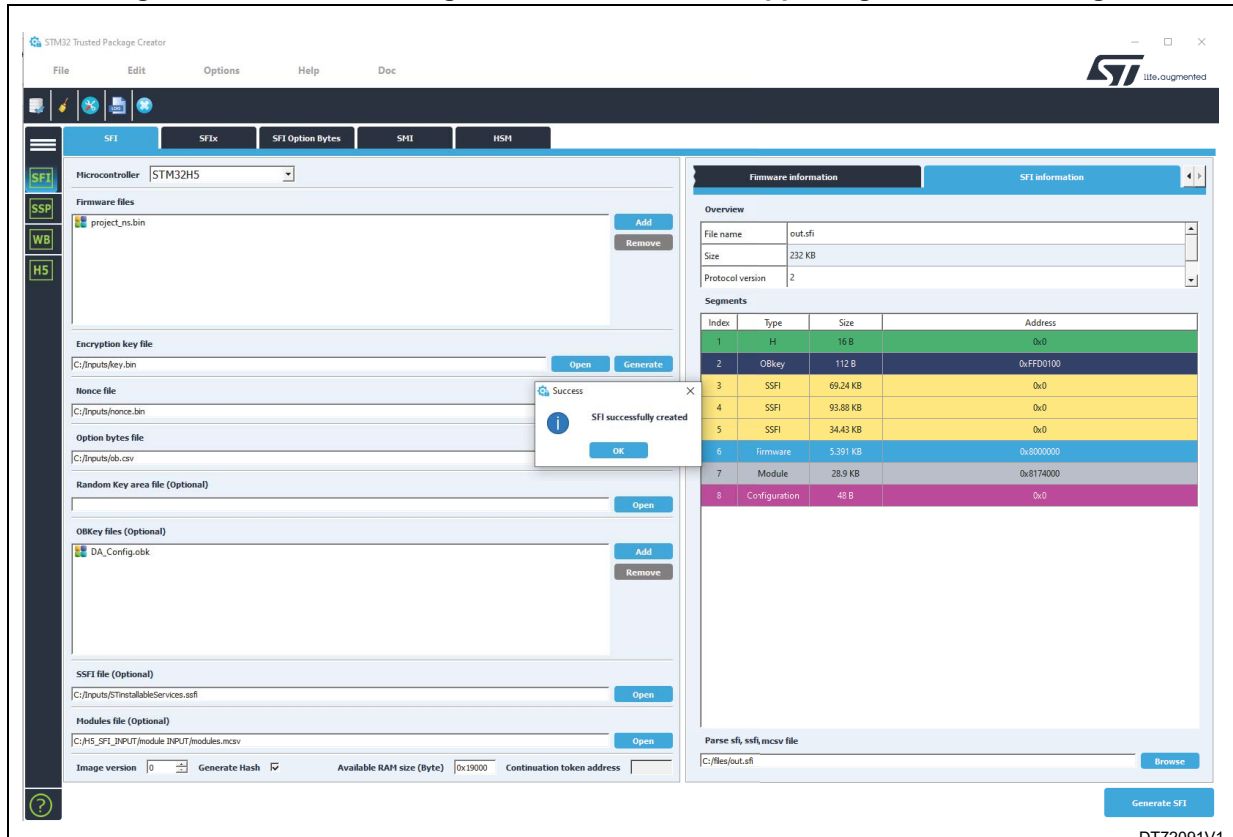 STM32 Trusted Package Creator
File Edit Options Help Doc
ST life.augmented
SFI SFIx SFI Option Bytes SMI HSM
SFI
SSP
WB
H5
Microcontroller STM32H5
Firmware files
project_ns.bin
Add
Remove
Encryption key file
C:/Inputs/key.bin
Open Generate
Nonce file
C:/Inputs/nonce.bin
Option bytes file
C:/Inputs/ob.csv
Random Key area file (Optional)
Open
OBKey files (Optional)
DA_Config.obk
Add
Remove
SSFI file (Optional)
C:/Inputs/STinstallableServices.ssfi
Open
Modules file (Optional)
C:/H5_SFI_INPUT/module INPUT/modules.mcsv
Open
Image version 0 Generate Hash Available RAM size (Byte) 0x19000 Continuation token address
Success
SFI successfully created
OK
Firmware information SFI information
Overview
File name out.sfi
Size 232 KB
Protocol version 2
Segments
Index Type Size Address
1 H 16 B 0x0
2 OBkey 112 B 0xFFD0100
3 SSFI 69.24 KB 0x0
4 SSFI 93.88 KB 0x0
5 SSFI 34.43 KB 0x0
6 Firmware 5.391 KB 0x8000000
7 Module 28.9 KB 0x8174000
8 Configuration 48 B 0x0
Parse sfi, ssfi, mcsv file
C:/files/out.sfi
Browse
?
Generate SFI
DT72091V1